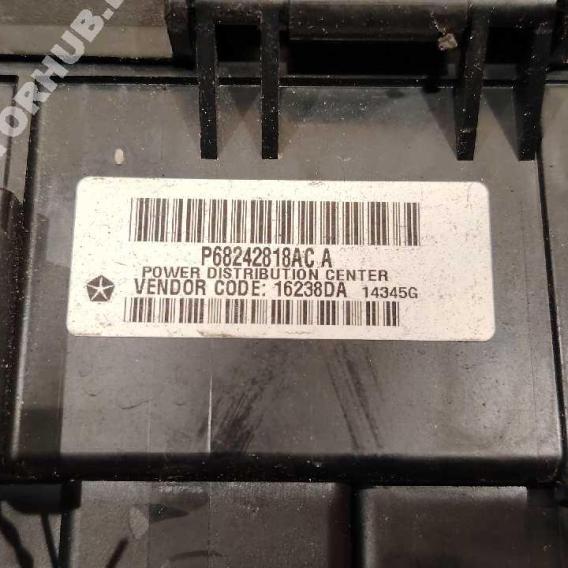 P68242818AC A
POWER DISTRIBUTION CENTER
VENDOR CODE: 16238DA 14345G